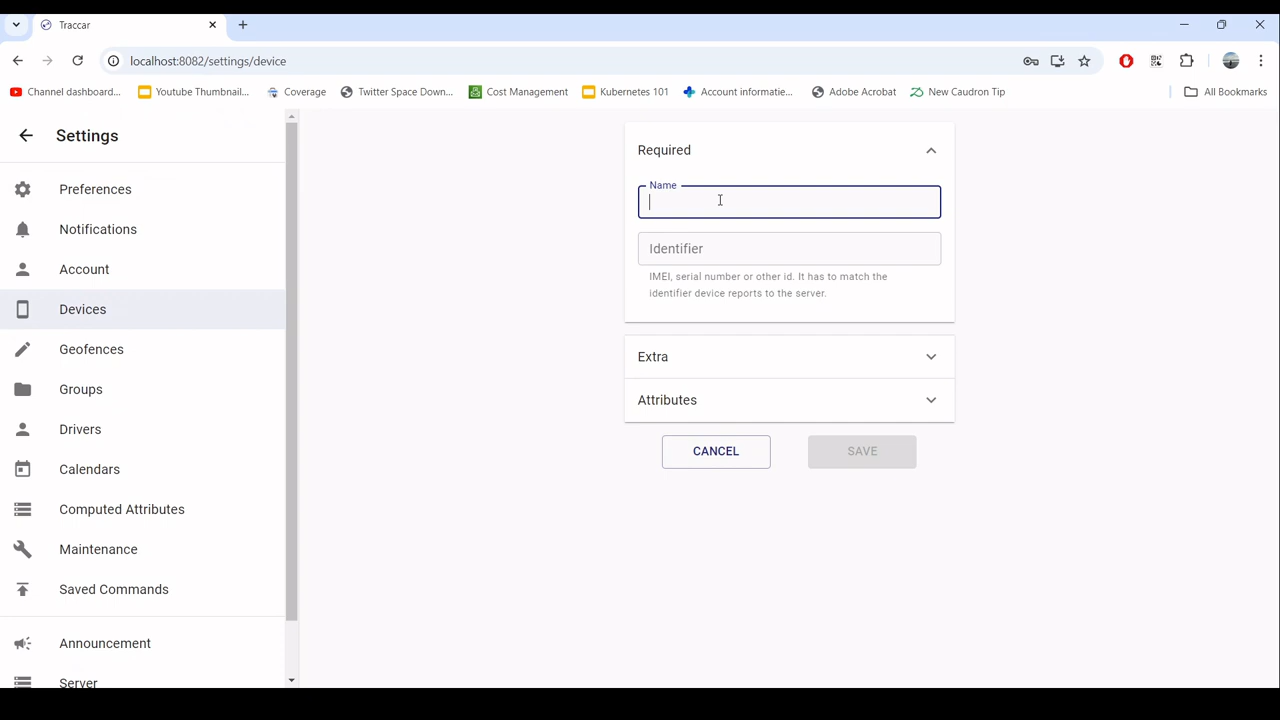 Traccar
localhost:8082/settings/device
Channel dashboard...
Youtube Thumbnail...
Coverage
Twitter Space Down...
Cost Management
Kubernetes 101
Account informatie...
Adobe Acrobat
New Caudron Tip
All Bookmarks
Settings
Preferences
Notifications
Account
Devices
Geofences
Groups
Drivers
Calendars
Computed Attributes
Maintenance
Saved Commands
Announcement
Server
Required
Name
Identifier
IMEI, serial number or other id. It has to match the
identifier device reports to the server.
Extra
Attributes
CANCEL
SAVE